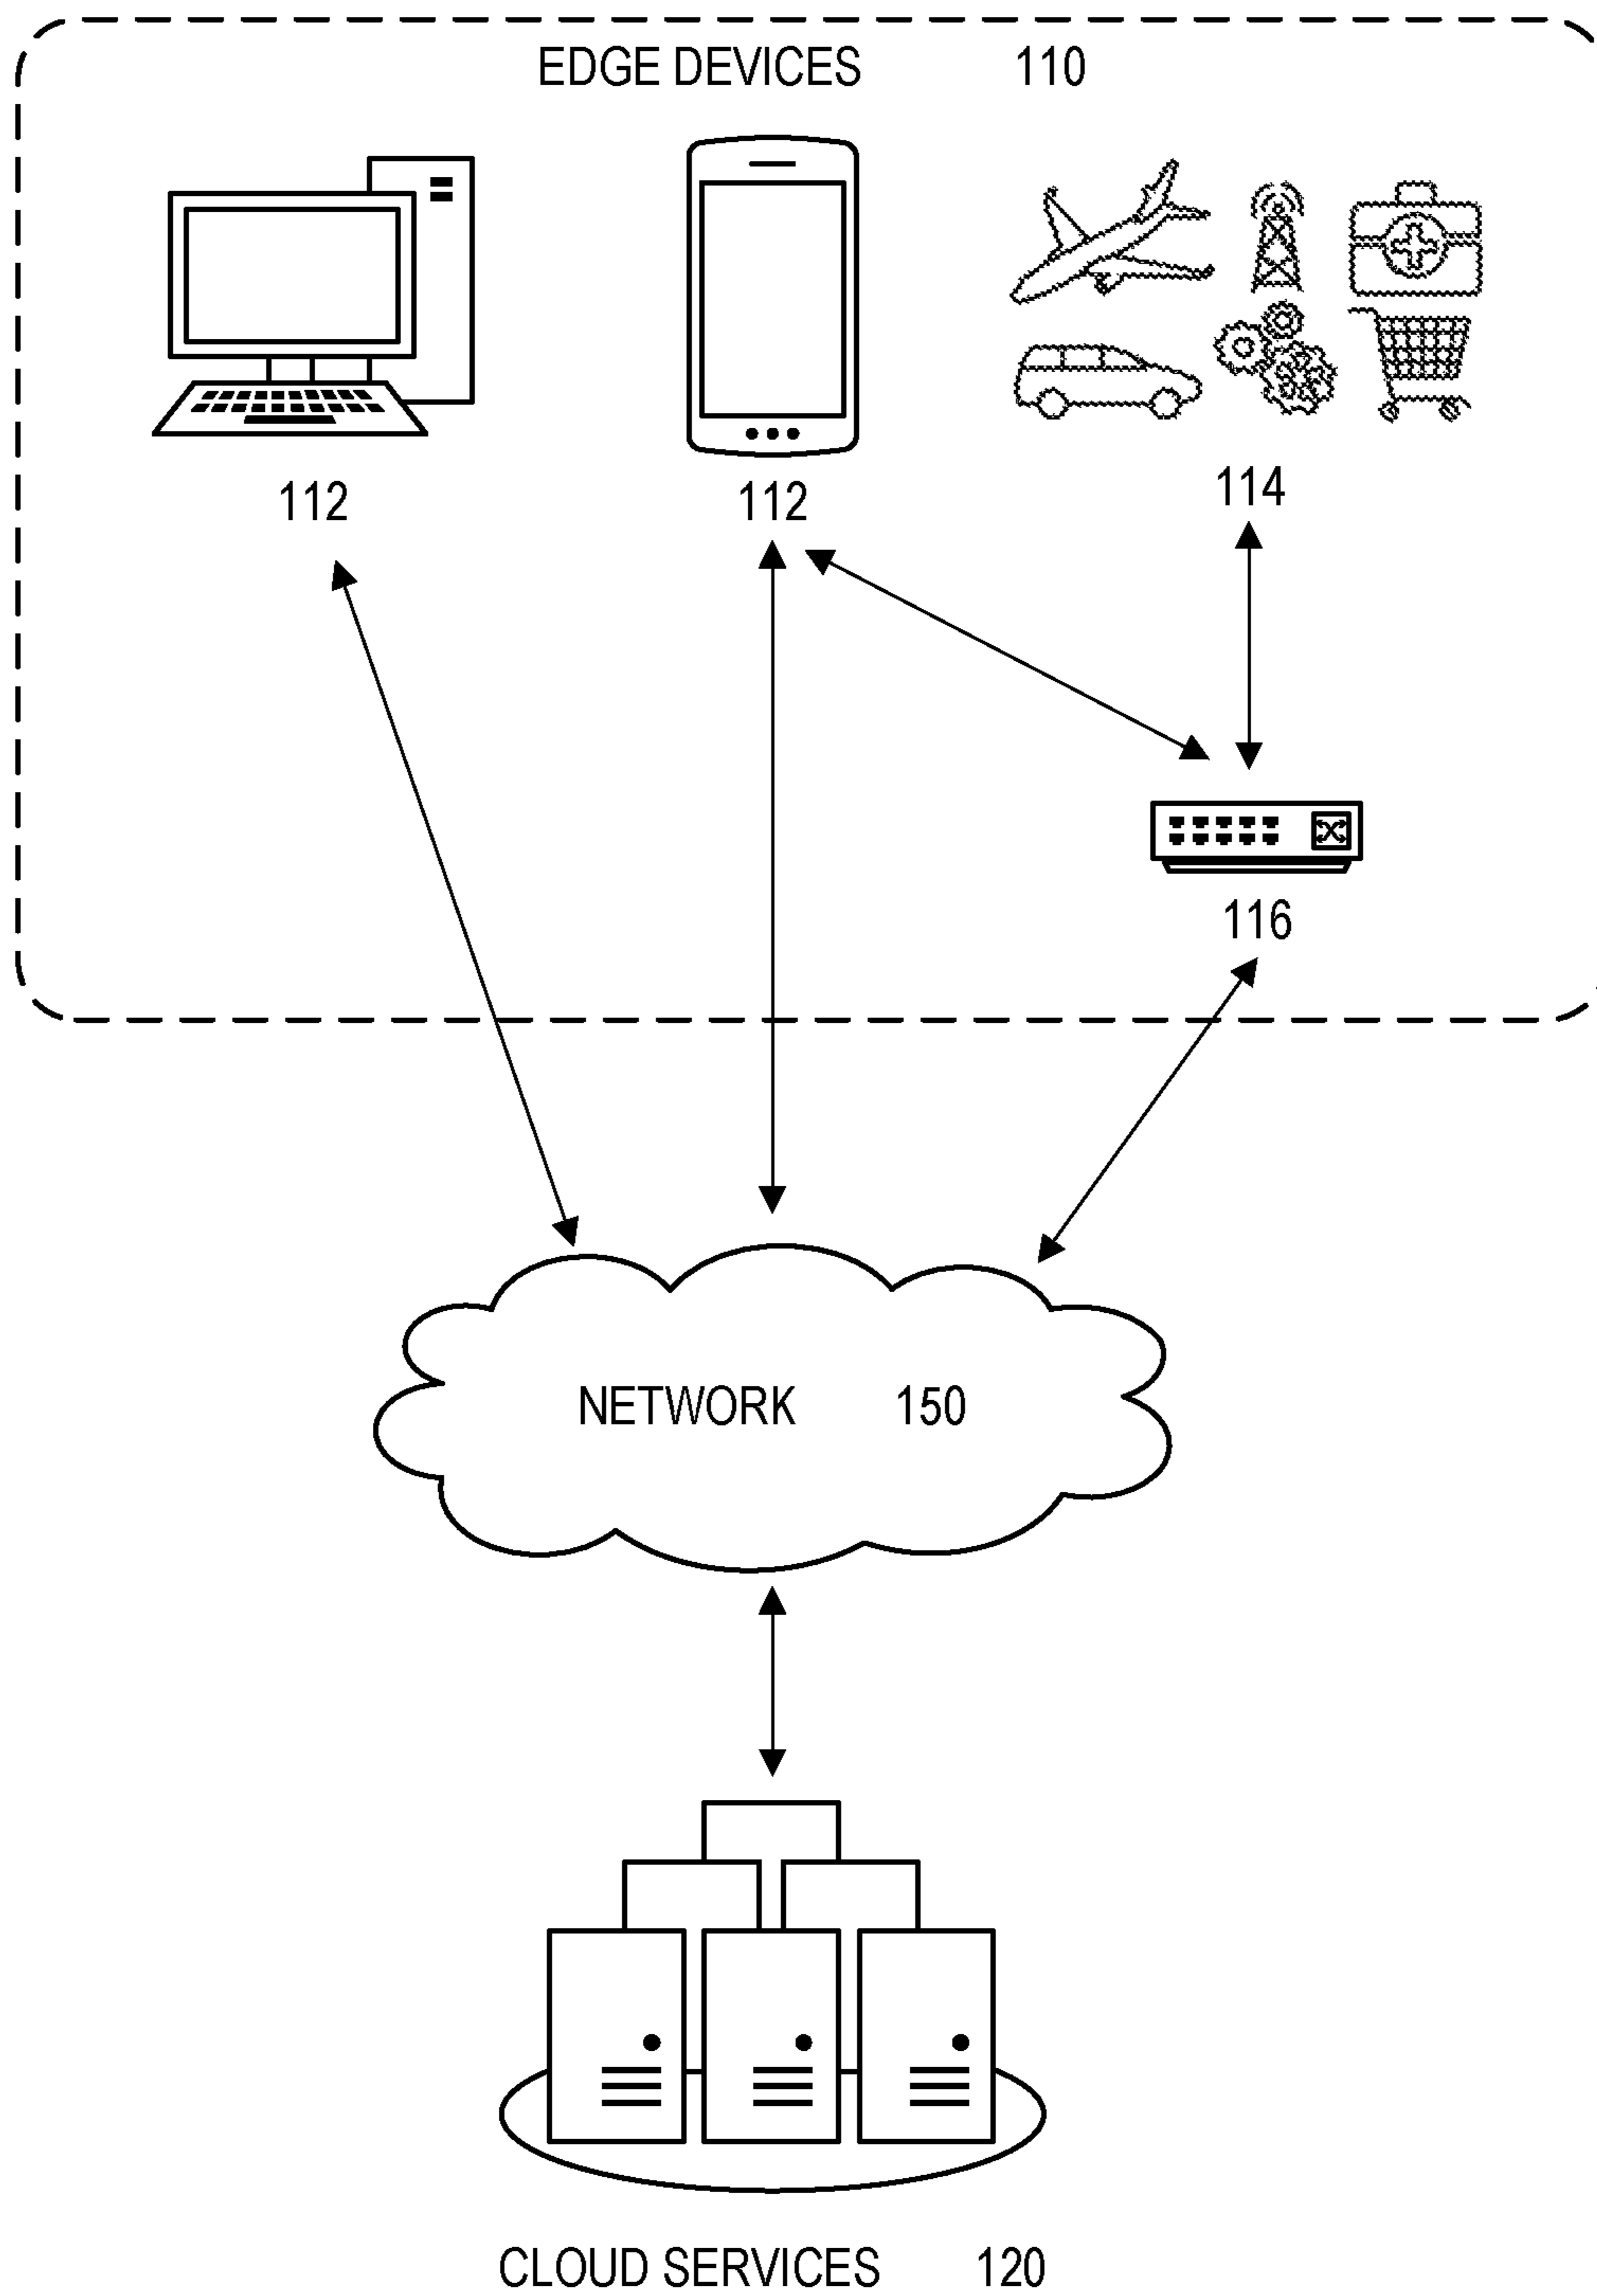 EDGE DEVICES 110
112
112
114
116
NETWORK 150
CLOUD SERVICES 120